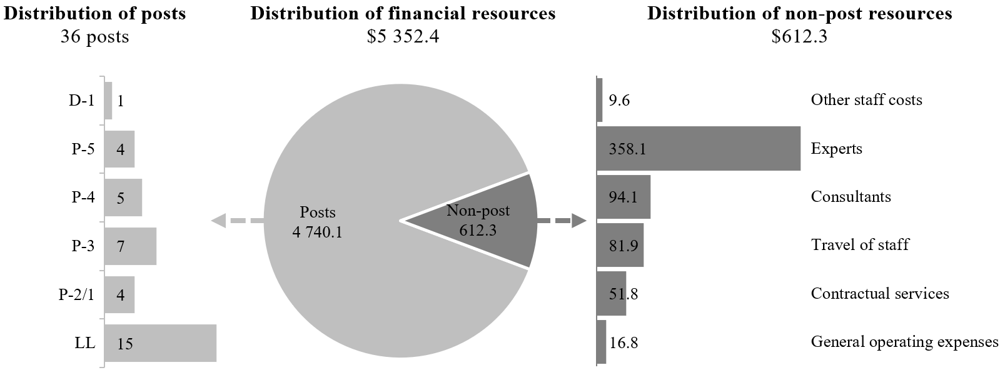 Distribution of posts
36 posts
D-1
1
P-5
4
P-4
5
P-3
7
P-2/1
4
LL
15
Distribution of financial resources
$5 352.4
Posts
4 740.1
Non-post
612.3
Distribution of non-post resources
$612.3
9.6 Other staff costs
358.1 Experts
94.1 Consultants
81.9 Travel of staff
51.8 Contractual services
16.8 General operating expenses